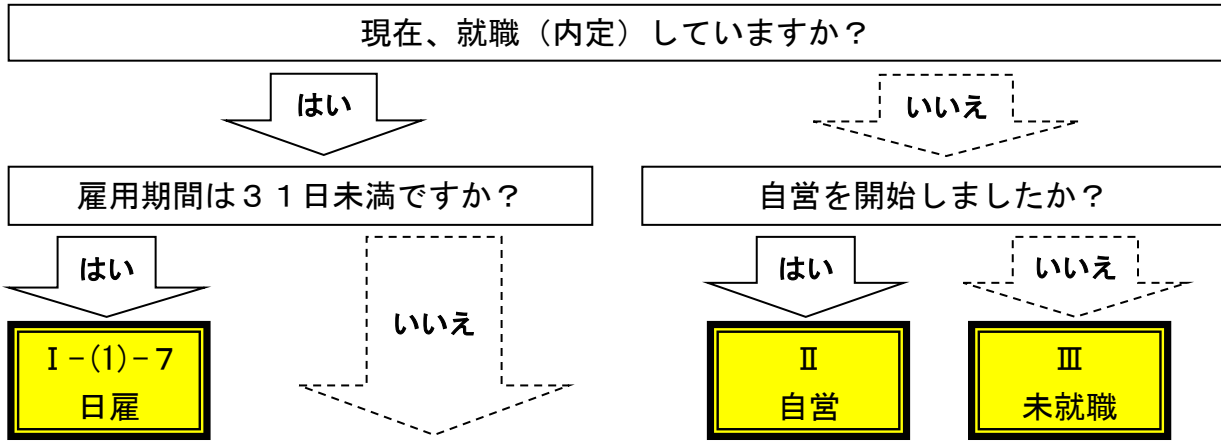 現在、就職（内定）していますか？
はい
いいえ
雇用期間は３１日未満ですか？
自営を開始しましたか？
はい
いいえ
はい
いいえ
Ⅰ-(1)-７
日雇
Ⅱ
自営
Ⅲ
未就職